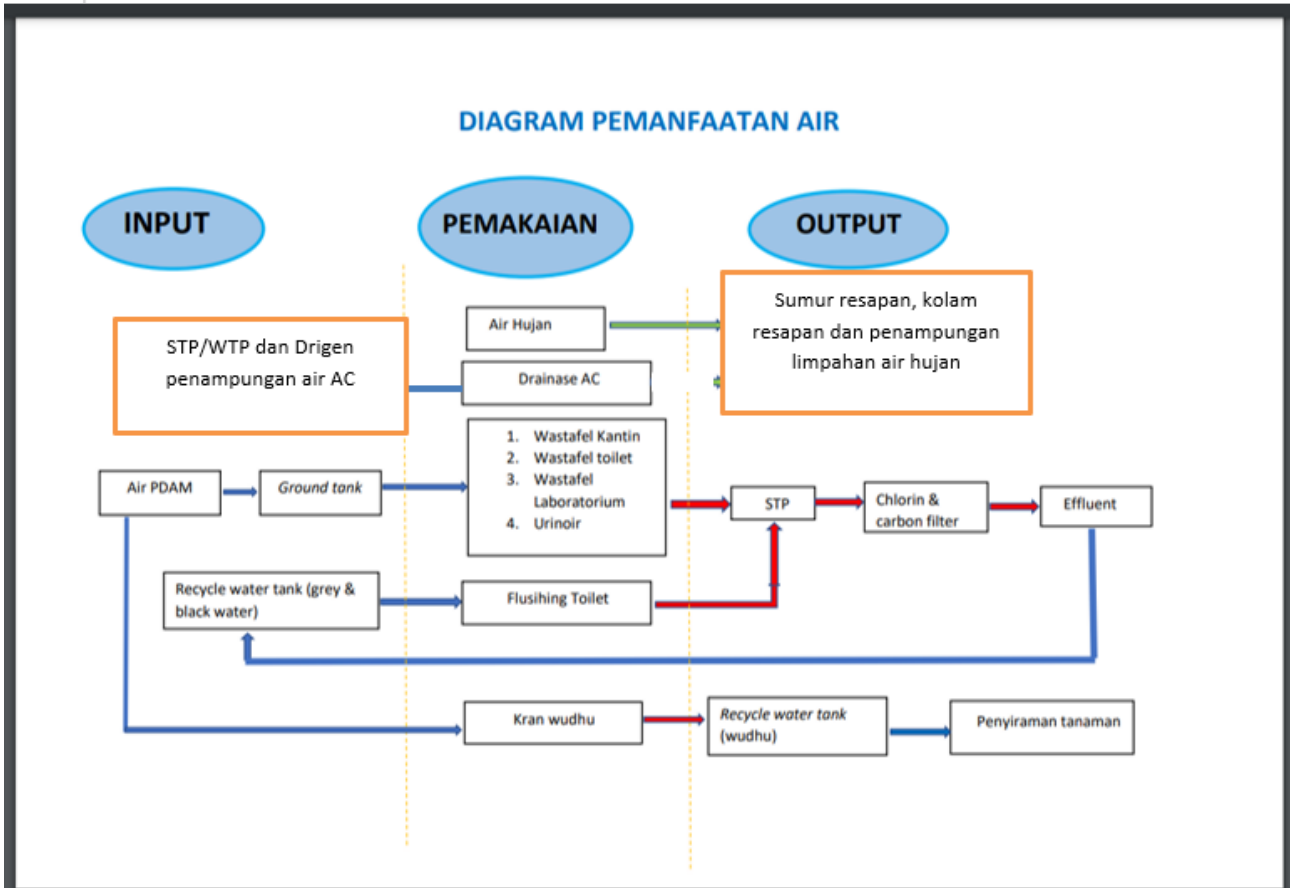 DIAGRAM PEMANFAATAN AIR
INPUT
PEMAKAIAN
OUTPUT
STP/WTP dan Drigen
penampungan air AC
Air Hujan
Drainase AC
Sumur resapan, kolam
resapan dan penampungan
limpahan air hujan
Air PDAM
Ground tank
1. Wastafel Kantin
2. Wastafel toilet
3. Wastafel
Laboratorium
4. Urinoir
STP
Chlorin &
carbon filter
Effluent
Recycle water tank (grey &
black water)
Flusihing Toilet
Kran wudhu
Recycle water tank
(wudhu)
Penyiraman tanaman